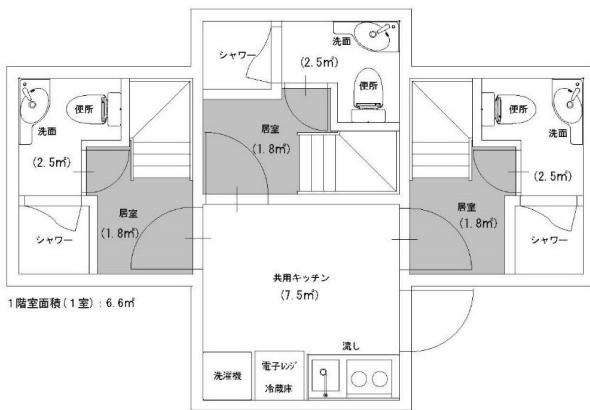 洗面
シャワー
(2.5㎡)
便所
便所
洗面
(2.5㎡)
居室
(1.8㎡)
便所
洗面
(2.5㎡)
シャワー
居室
(1.8㎡)
居室
(1.8㎡)
シャワー
共用キッチン
(7.5㎡)
1階室面積(1室):6.6㎡
洗濯機
電子ﾚﾝｼﾞ
冷蔵庫
流し